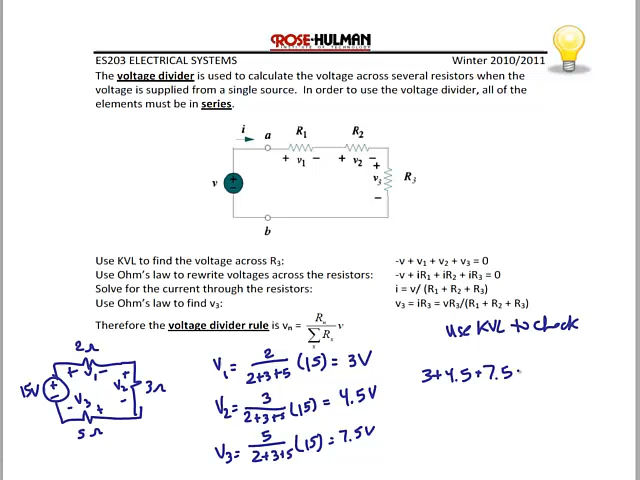 ROSE-HULMAN
INSTITUTE OF TECHNOLOGY
ES203 ELECTRICAL SYSTEMS Winter 2010/2011
The voltage divider is used to calculate the voltage across several resistors when the
voltage is supplied from a single source. In order to use the voltage divider, all of the
elements must be in series.
i a R1 R2
+ v1 − + v2 −
v + − + v3 − R3
b
Use KVL to find the voltage across R3: -v + v1 + v2 + v3 = 0
Use Ohm's law to rewrite voltages across the resistors: -v + iR1 + iR2 + iR3 = 0
Solve for the current through the resistors: i = v/ (R1 + R2 + R3)
Use Ohm's law to find v3: v3 = iR3 = vR3/(R1 + R2 + R3)
Therefore the voltage divider rule is vn = Rn / ∑s Rs v
Use KVL to check
2Ω
+ V1 −
15V + − + V2 − 3Ω
− V3 +
5Ω
V1 = 2/(2+3+5) (15) = 3V
V2 = 3/(2+3+5) (15) = 4.5V
V3 = 5/(2+3+5) (15) = 7.5V
3+4.5+7.5